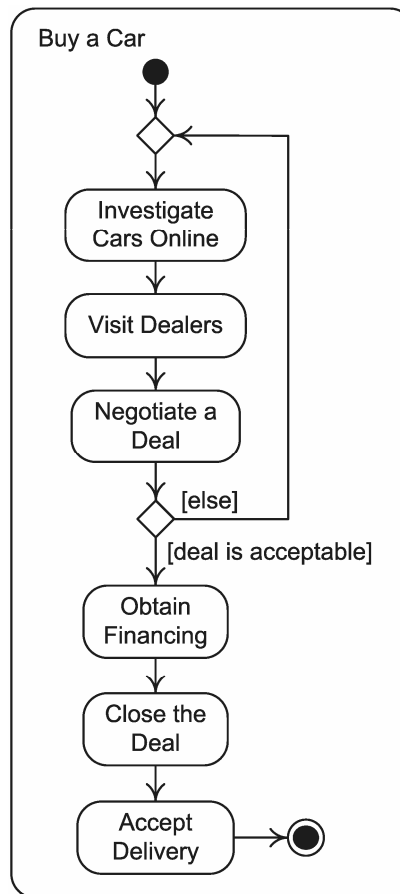 Buy a Car
Investigate
Cars Online
Visit Dealers
Negotiate a
Deal
[else]
[deal is acceptable]
Obtain
Financing
Close the
Deal
Accept
Delivery